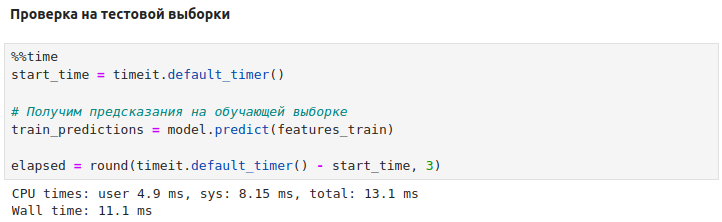 Проверка на тестовой выборки
%%time
start_time = timeit.default_timer()
# Получим предсказания на обучающей выборке
train_predictions = model.predict(features_train)
elapsed = round(timeit.default_timer() - start_time, 3)
CPU times: user 4.9 ms, sys: 8.15 ms, total: 13.1 ms
Wall time: 11.1 ms